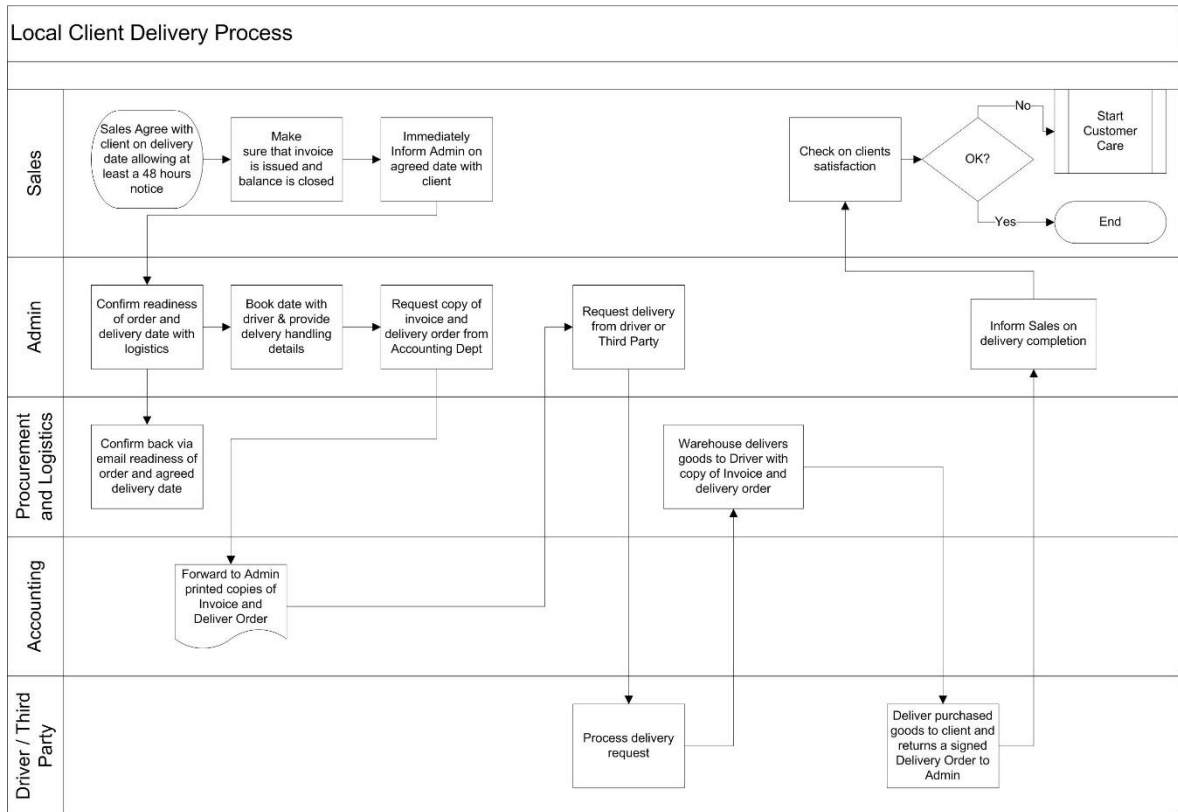 Local Client Delivery Process
Sales
Sales Agree with
client on delivery
date allowing at
least a 48 hours
notice
Make
sure that invoice
is issued and
balance is closed
Immediately
Inform Admin on
agreed date with
client
Check on clients
satisfaction
OK?
No
Start
Customer
Care
Yes
End
Admin
Confirm readiness
of order and
delivery date with
logistics
Book date with
driver & provide
delvery handling
details
Request copy of
invoice and
delivery order from
Accounting Dept
Request delivery
from driver or
Third Party
Inform Sales on
delivery completion
Procurement
and Logistics
Confirm back via
email readiness of
order and agreed
delivery date
Warehouse delivers
goods to Driver with
copy of Invoice and
delivery order
Accounting
Forward to Admin
printed copies of
Invoice and
Deliver Order
Driver / Third
Party
Process delivery
request
Deliver purchased
goods to client and
returns a signed
Delivery Order to
Admin